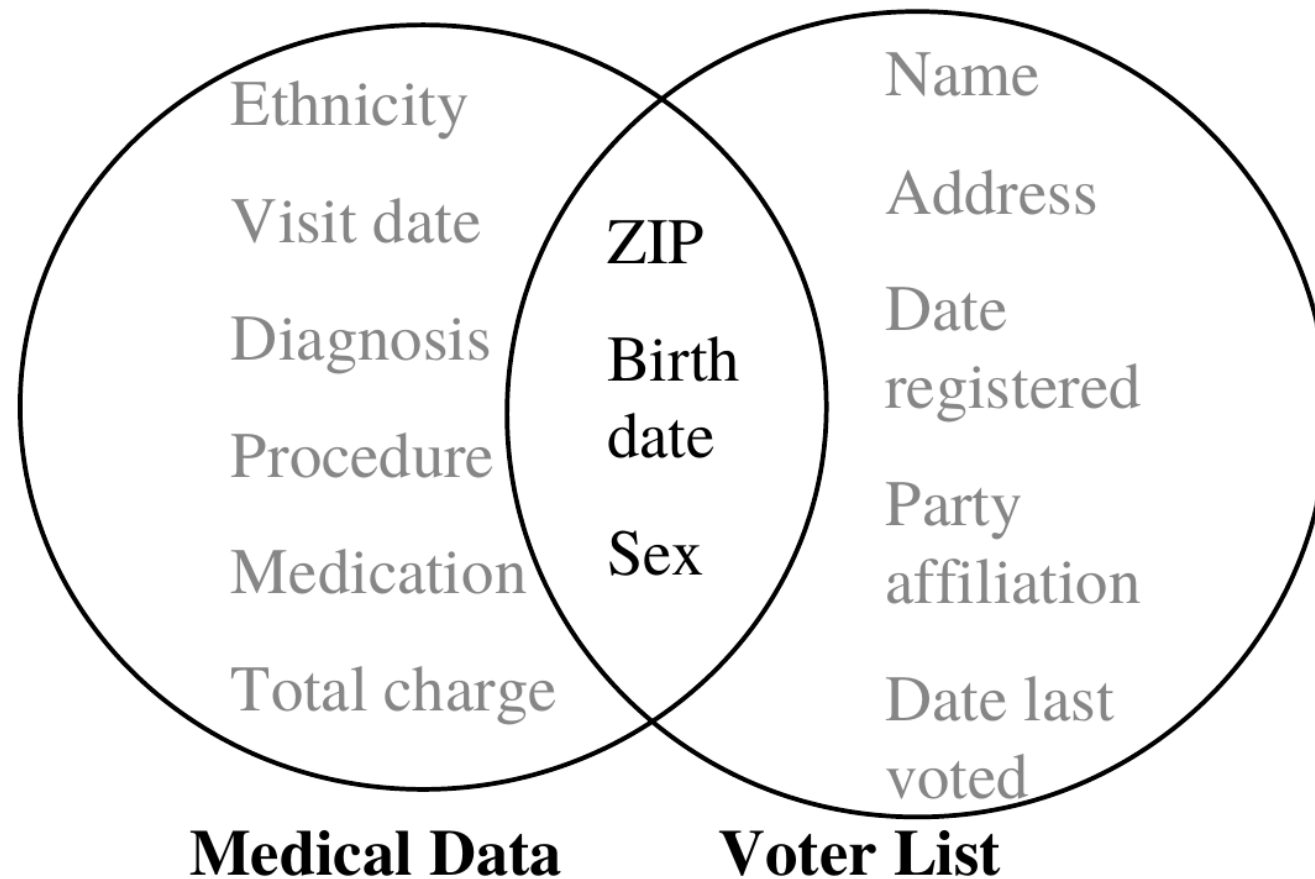 Ethnicity
Visit date
Diagnosis
Procedure
Medication
Total charge
ZIP
Birth
date
Sex
Name
Address
Date
registered
Party
affiliation
Date last
voted
Medical Data
Voter List